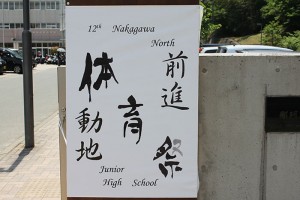 12th Nakagawa
North
前進
体育祭
動地
Junior
High School